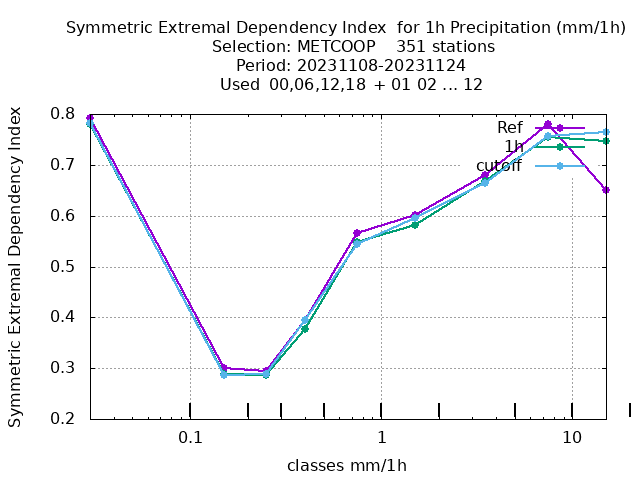 Symmetric Extremal Dependency Index for 1h Precipitation (mm/1h)
Selection: METCOOP 351 stations
Period: 20231108-20231124
Used 00,06,12,18 + 01 02 ... 12
Symmetric Extremal Dependency Index
0.8
0.7
0.6
0.5
0.4
0.3
0.2
Ref
1h
cutoff
0.1 1 10
classes mm/1h